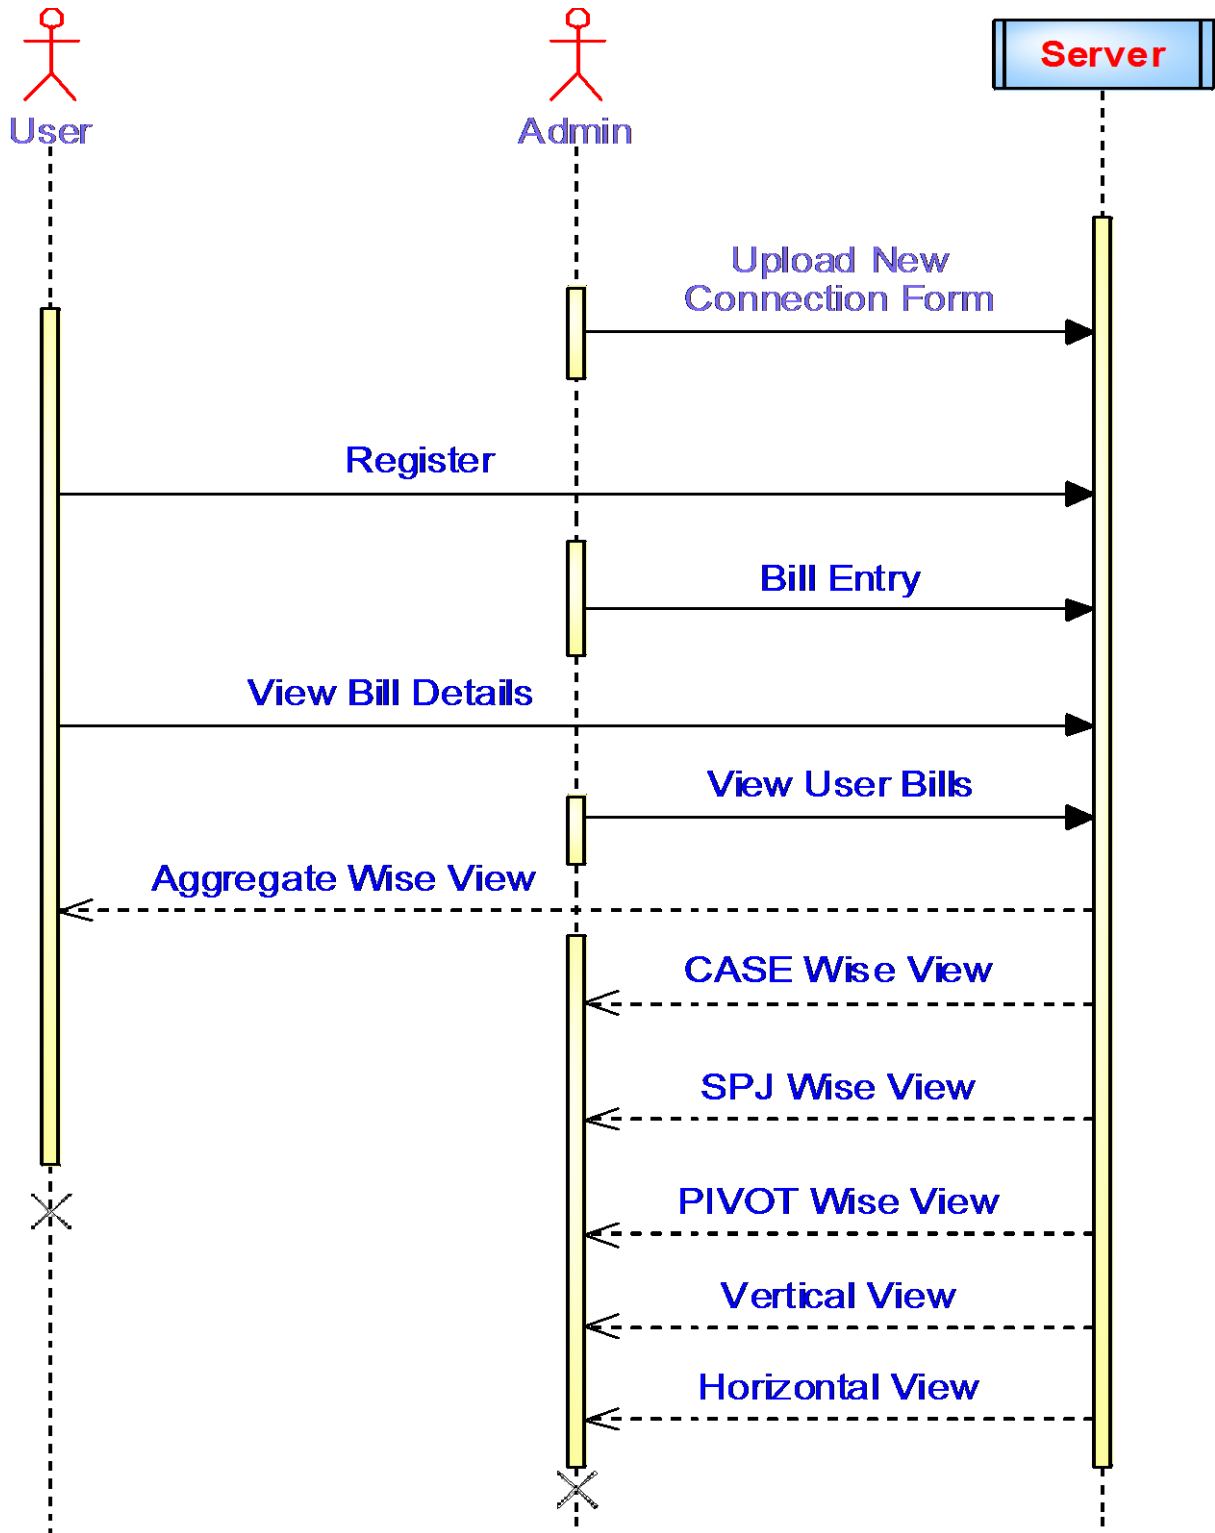 User
Admin
Server
Upload New
Connection Form
Register
Bill Entry
View Bill Details
View User Bills
Aggregate Wise View
CASE Wise View
SPJ Wise View
PIVOT Wise View
Vertical View
Horizontal View